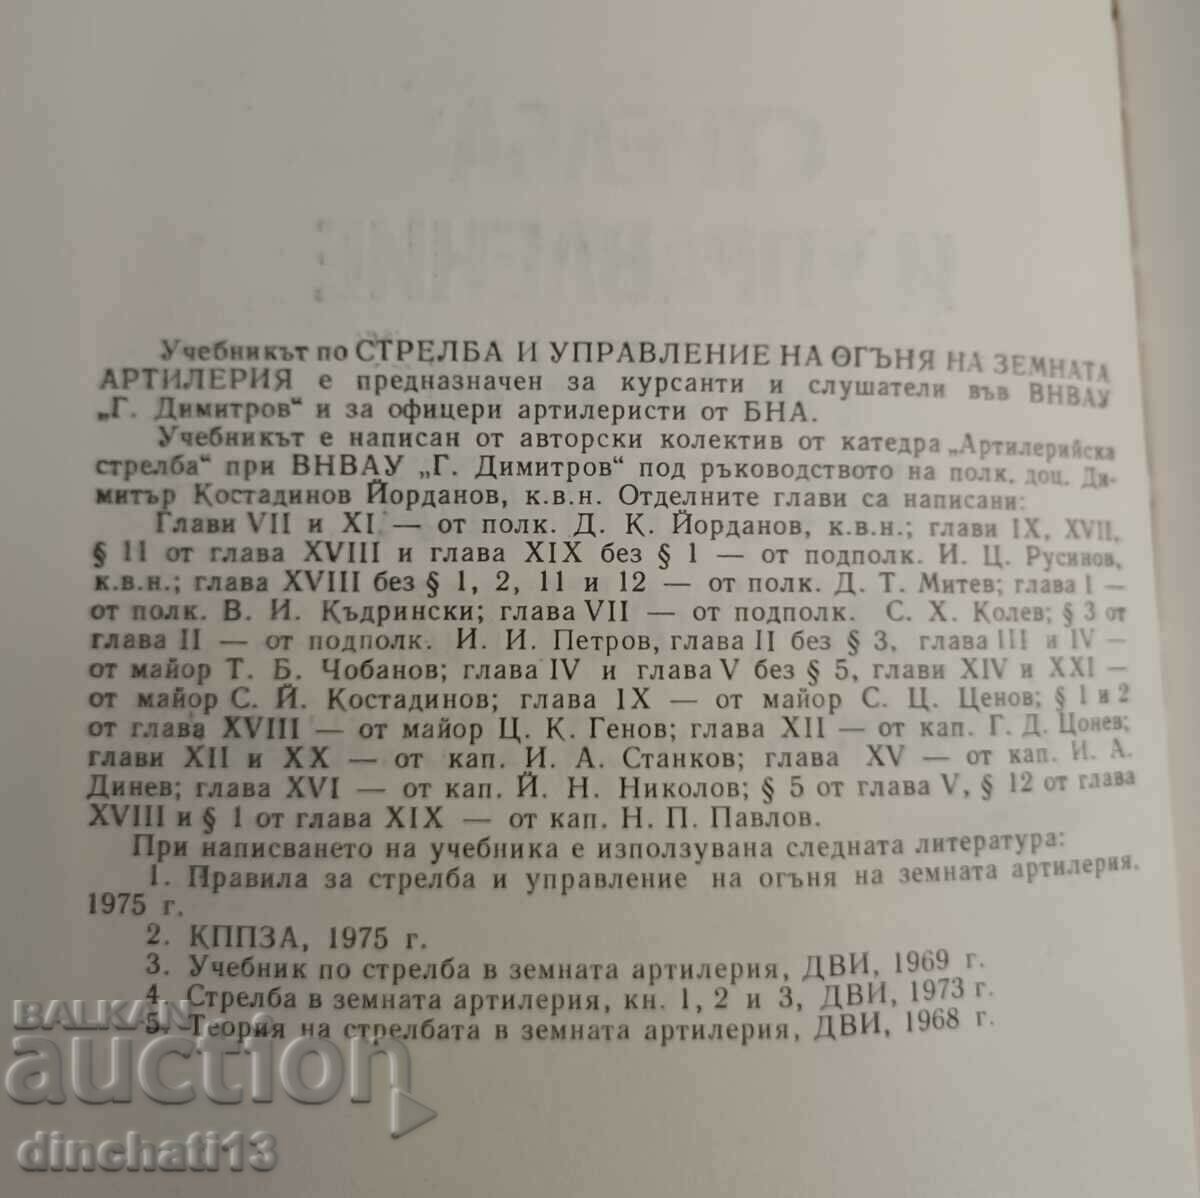 Учебникът по СТРЕЛБА И УПРАВЛЕНИЕ НА ОГЪНЯ НА ЗЕМНАТА
АРТИЛЕРИЯ е предназначен за курсанти и слушатели във ВНВАУ
„Г. Димитров“ и за офицери артилеристи от БНА.
Учебникът е написан от авторски колектив от катедра „Артилерийска
стрелба“ при ВНВАУ „Г. Димитров“ под ръководството на полк. доц. Ди-
митър Костадинов Йорданов, к.в.н. Отделните глави са написани:
Глави VII и XI — от полк. Д. К. Йорданов, к.в.н.; глави IX, XVII,
§ 11 от глава XVIII и глава XIX без § 1 — от подполк. И. Ц. Русинов,
к.в.н.; глава XVIII без § 1, 2, 11 и 12 — от полк. Д. Т. Митев; глава I —
от полк. В. И. Къдрински; глава VII — от подполк. С. Х. Колев; § 3 от
глава II — от подполк. И. И. Петров, глава II без § 3, глава III и IV —
от майор Т. Б. Чобанов; глава IV и глава V без § 5, глави XIV и XXI —
от майор С. Й. Костадинов; глава IX — от майор С. Ц. Ценов; § 1 и 2
от глава XVIII — от майор Ц. К. Генов; глава XII — от кап. Г. Д. Цонев;
глави XII и XX — от кап. И. А. Станков; глава XV — от кап. И. А.
Динев; глава XVI — от кап. Й. Н. Николов; § 5 от глава V, § 12 от глава
XVIII и § 1 от глава XIX — от кап. Н. П. Павлов.
При написването на учебника е използувана следната литература:
1. Правила за стрелба и управление на огъня на земната артилерия.
1975 г.
2. КППЗА, 1975 г.
3. Учебник по стрелба в земната артилерия, ДВИ, 1969 г.
4. Стрелба в земната артилерия, кн. 1, 2 и 3, ДВИ, 1973 г.
5. Теория на стрелбата в земната артилерия, ДВИ, 1968 г.
BALKAN
auction
dinchati13